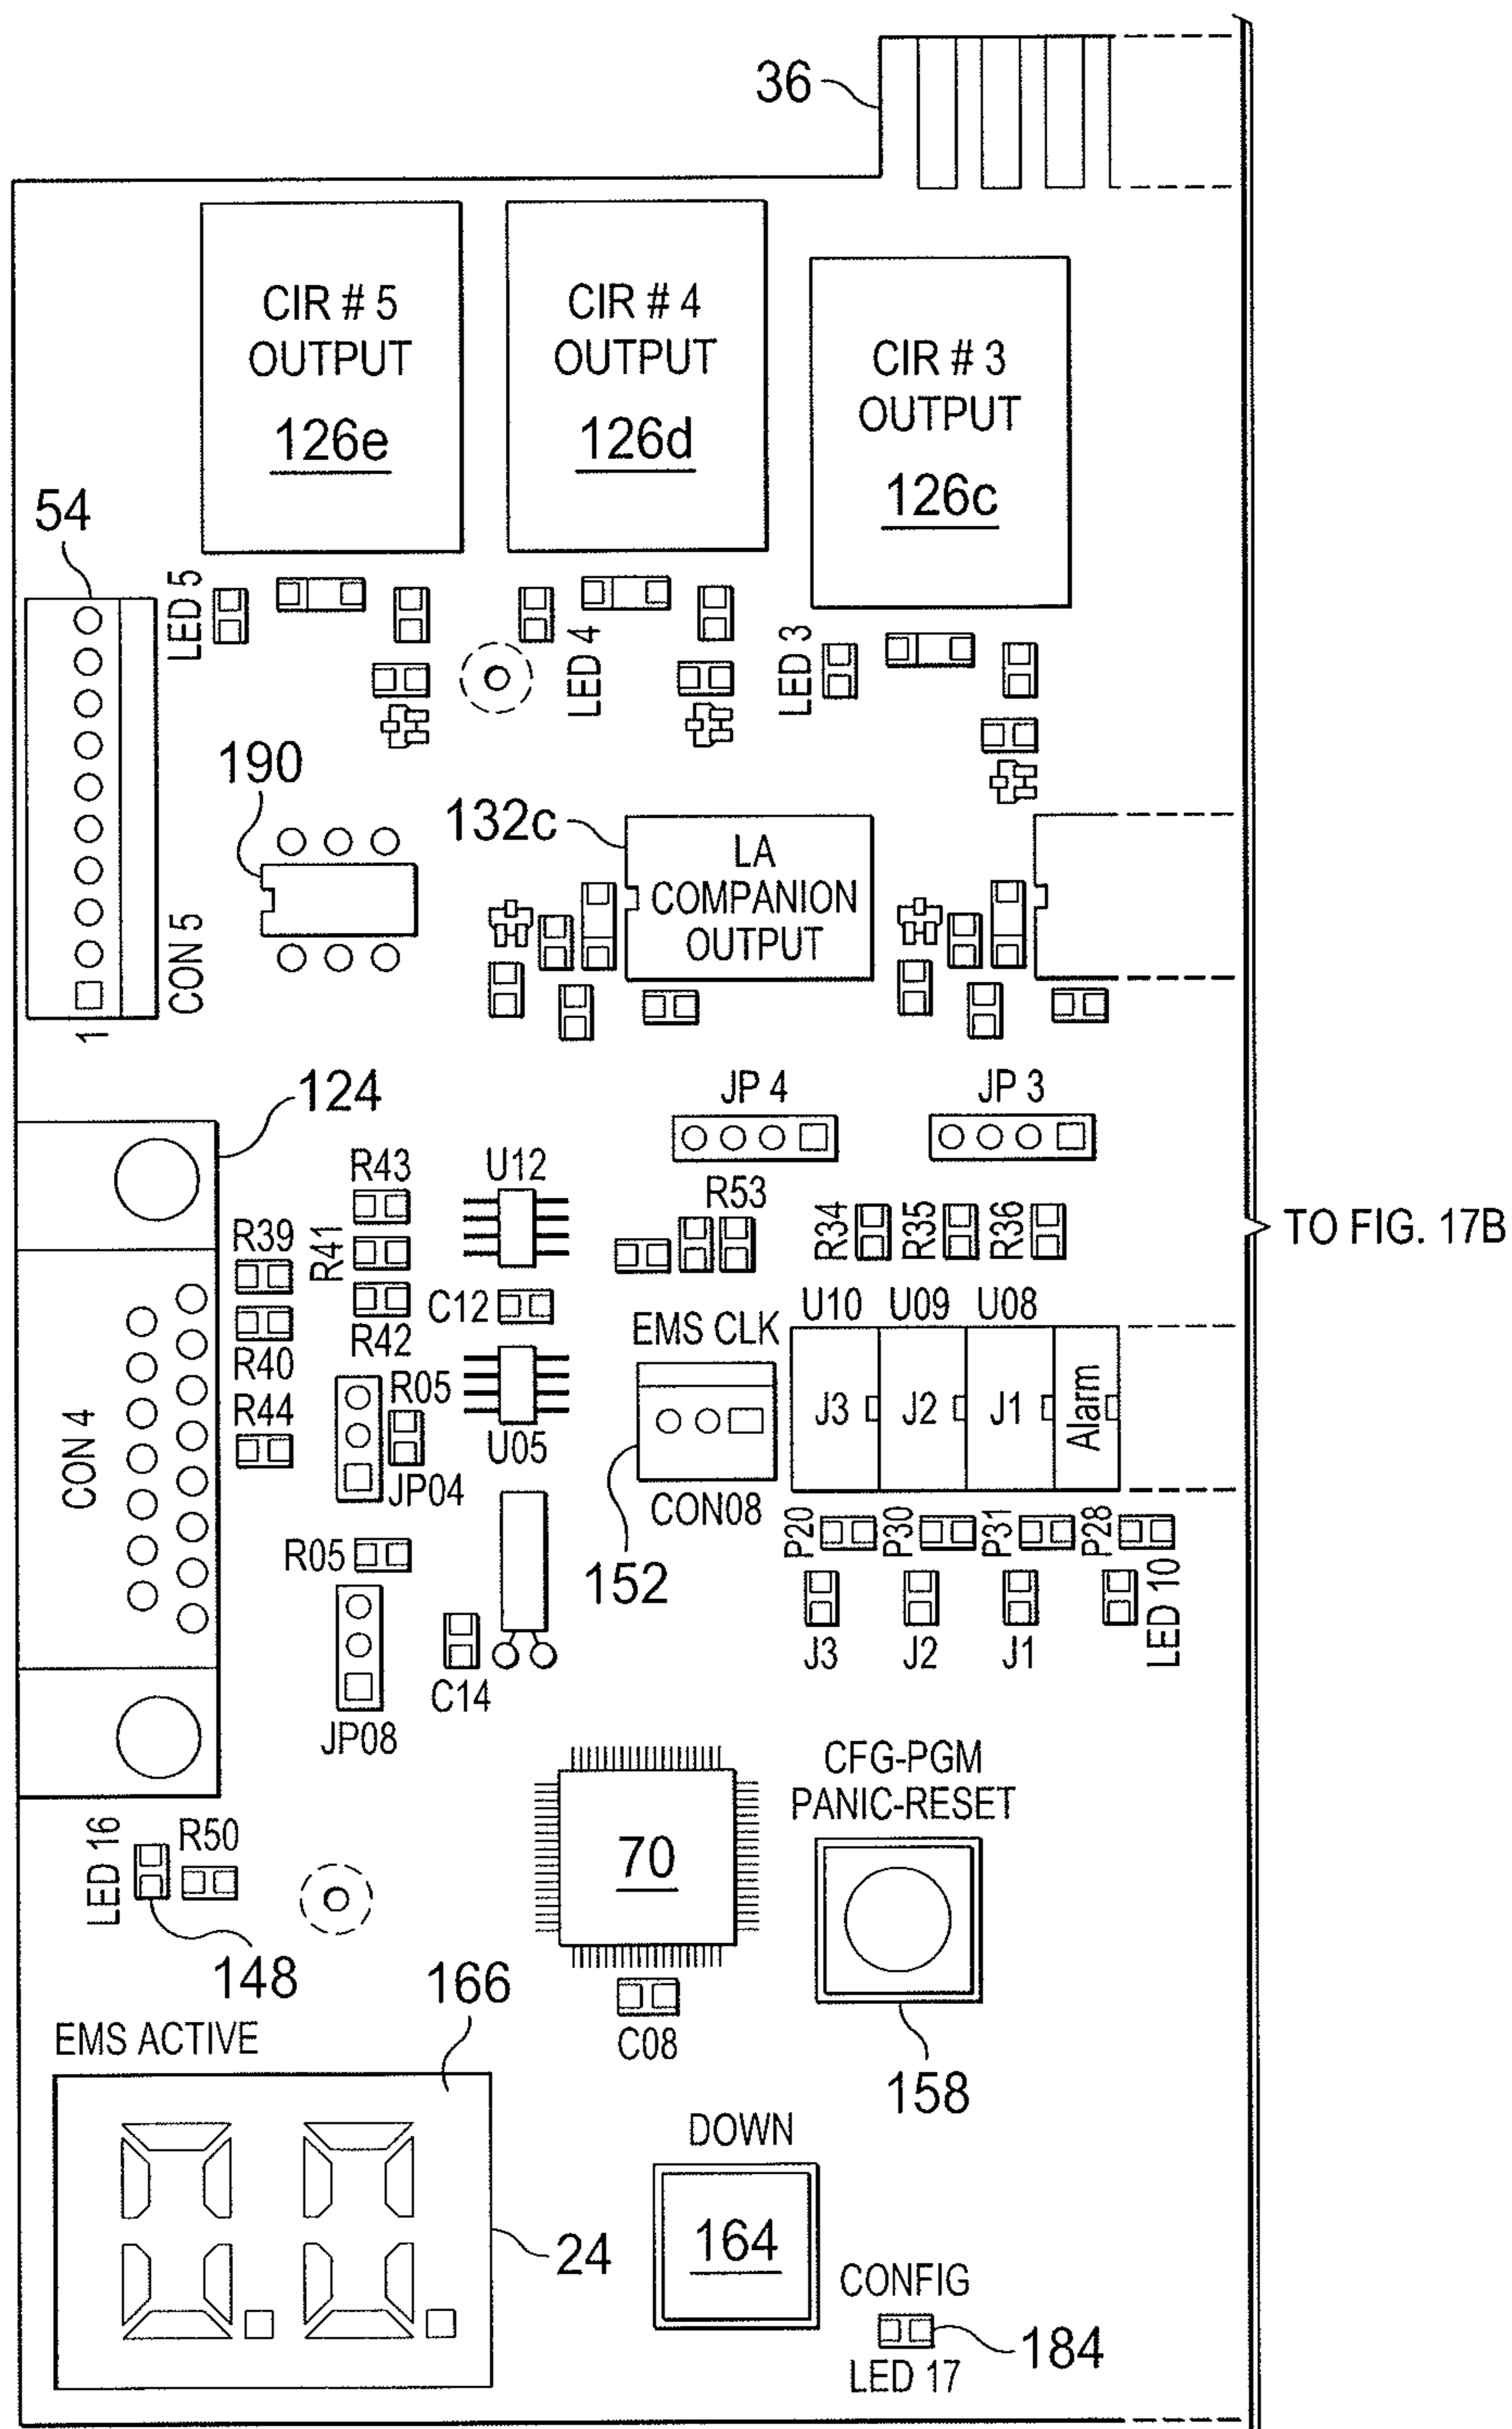 36
CIR # 5
OUTPUT
126e
CIR # 4
OUTPUT
126d
CIR # 3
OUTPUT
126c
54
LED 5
LED 4
LED 3
190
132c
LA
COMPANION
OUTPUT
CON 5
1
124
JP 4
JP 3
R43
U12
R53
R34
R35
R36
TO FIG. 17B
R39
R41
C12
R42
R40
EMS CLK
U10
U09
U08
R05
R44
J3
J2
J1
Alarm
CON 4
U05
JP04
CON08
P20
P30
P31
P28
R05
152
LED 10
J3
J2
J1
C14
JP08
CFG-PGM
PANIC-RESET
LED 16
R50
70
148
166
C08
EMS ACTIVE
158
DOWN
24
164
CONFIG
184
LED 17